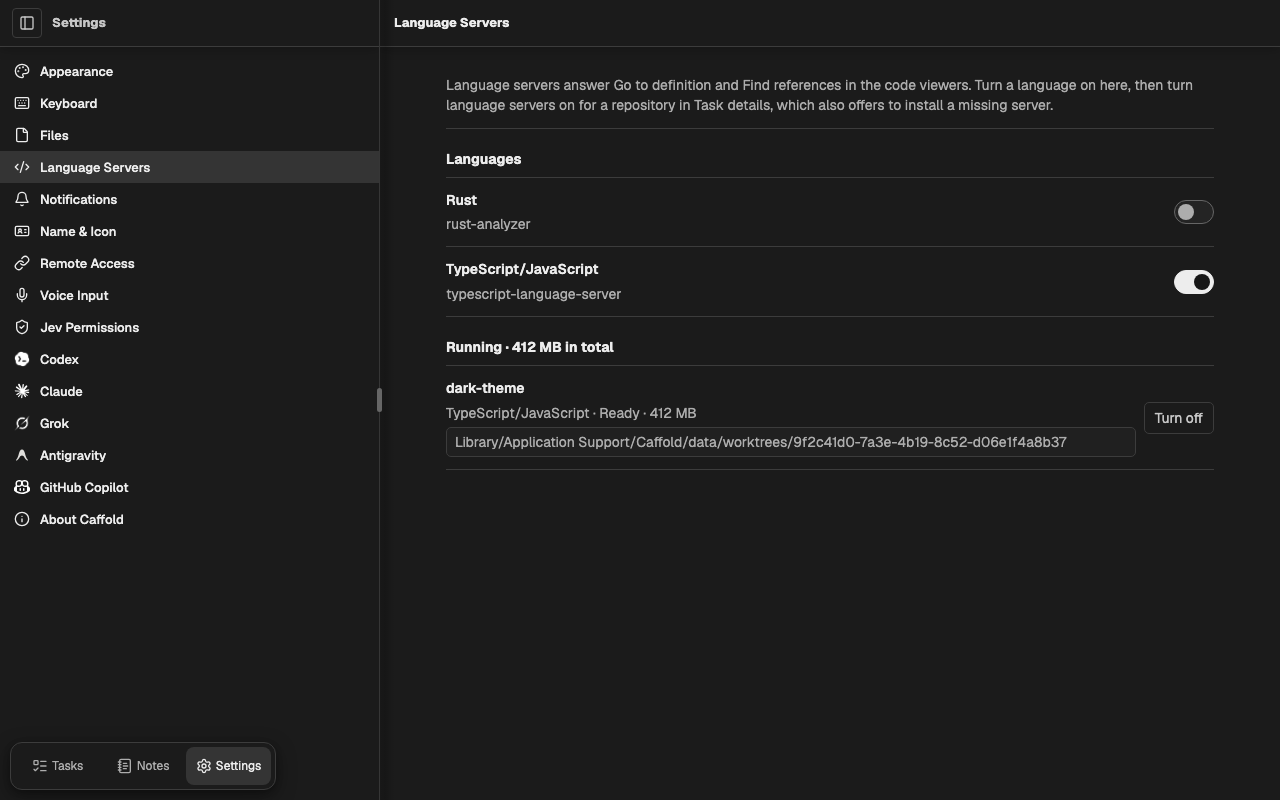 Settings
Language Servers
Appearance
Keyboard
Files
Language Servers
Notifications
Name & Icon
Remote Access
Voice Input
Jev Permissions
Codex
Claude
Grok
Antigravity
GitHub Copilot
About Caffold
Language servers answer Go to definition and Find references in the code viewers. Turn a language on here, then turn
language servers on for a repository in Task details, which also offers to install a missing server.
Languages
Rust
rust-analyzer
TypeScript/JavaScript
typescript-language-server
Running · 412 MB in total
dark-theme
TypeScript/JavaScript · Ready · 412 MB
Turn off
Library/Application Support/Caffold/data/worktrees/9f2c41d0-7a3e-4b19-8c52-d06e1f4a8b37
Tasks
Notes
Settings